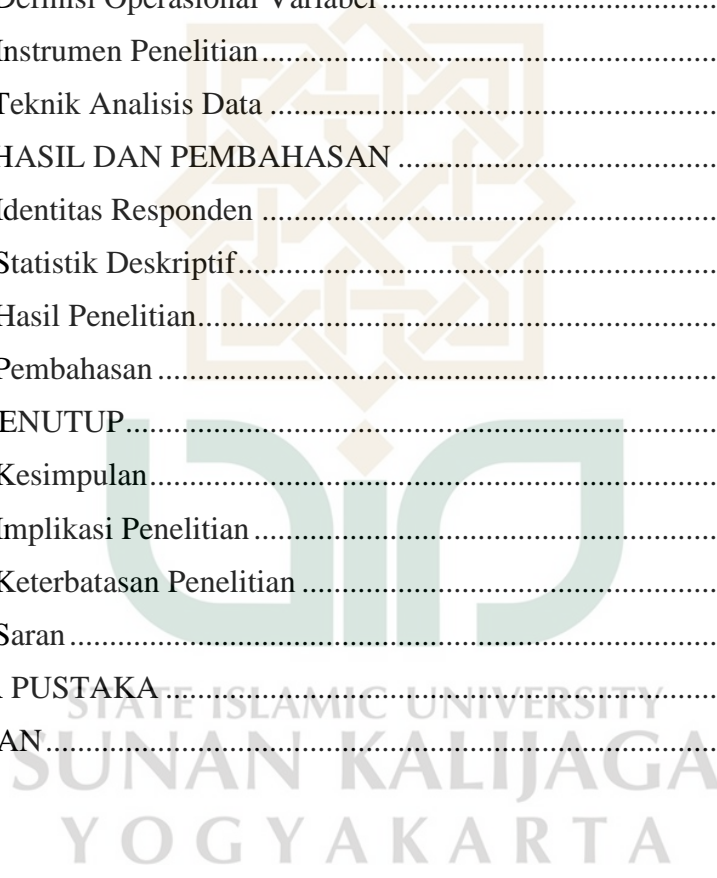 Definisi Operasional Variabel....................................................
Instrumen Penelitian....................................................
Teknik Analisis Data....................................................
HASIL DAN PEMBAHASAN....................................................
Identitas Responden....................................................
Statistik Deskriptif....................................................
Hasil Penelitian....................................................
Pembahasan....................................................
ENUTUP....................................................
Kesimpulan....................................................
Implikasi Penelitian....................................................
Keterbatasan Penelitian....................................................
Saran....................................................
PUSTAKA....................................................
STATE ISLAMIC UNIVERSITY
AN....................................................
SUNAN KALIJAGA
YOGYAKARTA